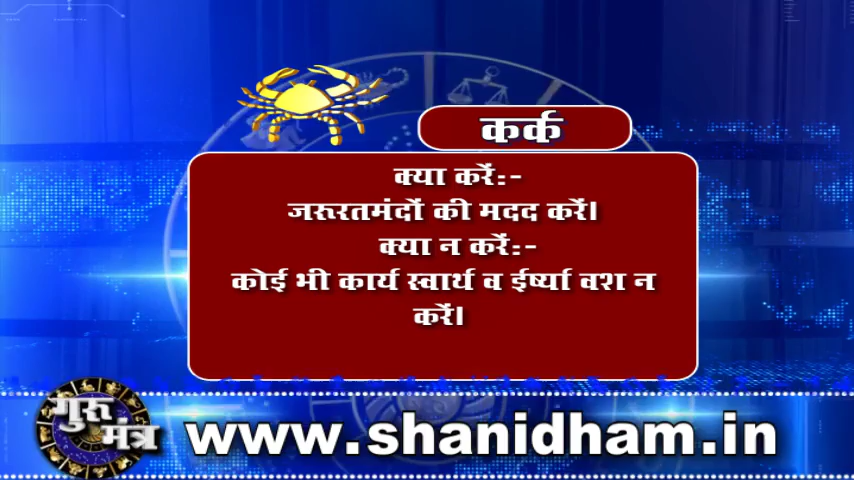 कर्क
क्या करें:-
जरूरतमंदों की मदद करें।
क्या न करें:-
कोई भी कार्य स्वार्थ व ईर्ष्या वश न
करें।
गुरु
मंत्र
www.shanidham.in